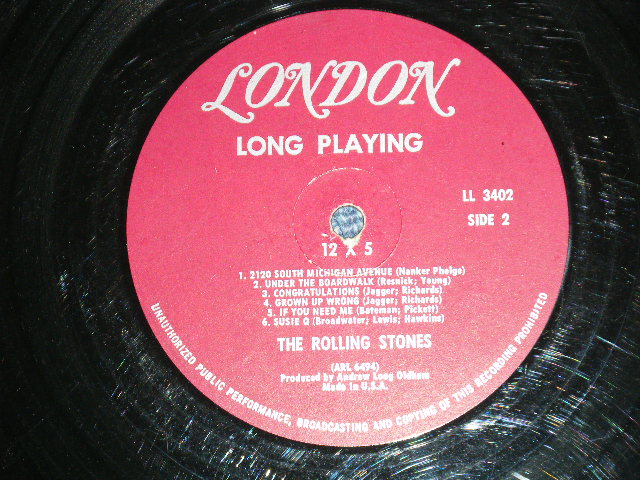 LONDON
LONG PLAYING
LL 3402
SIDE 2
12 X 5
1. 2120 SOUTH MICHIGAN AVENUE (Nanker Phelge)
2. UNDER THE BOARDWALK (Resnick; Young)
3. CONGRATULATIONS (Jagger; Richards)
4. GROWN UP WRONG (Jagger; Richards)
5. IF YOU NEED ME (Bateman; Pickett)
6. SUSIE Q (Broadwater; Lewis; Hawkins)
THE ROLLING STONES
(ARL 6494)
Produced by Andrew Loog Oldham
Made in U.S.A.
UNAUTHORIZED PUBLIC PERFORMANCE, BROADCASTING AND COPYING OF THIS RECORDING PROHIBITED